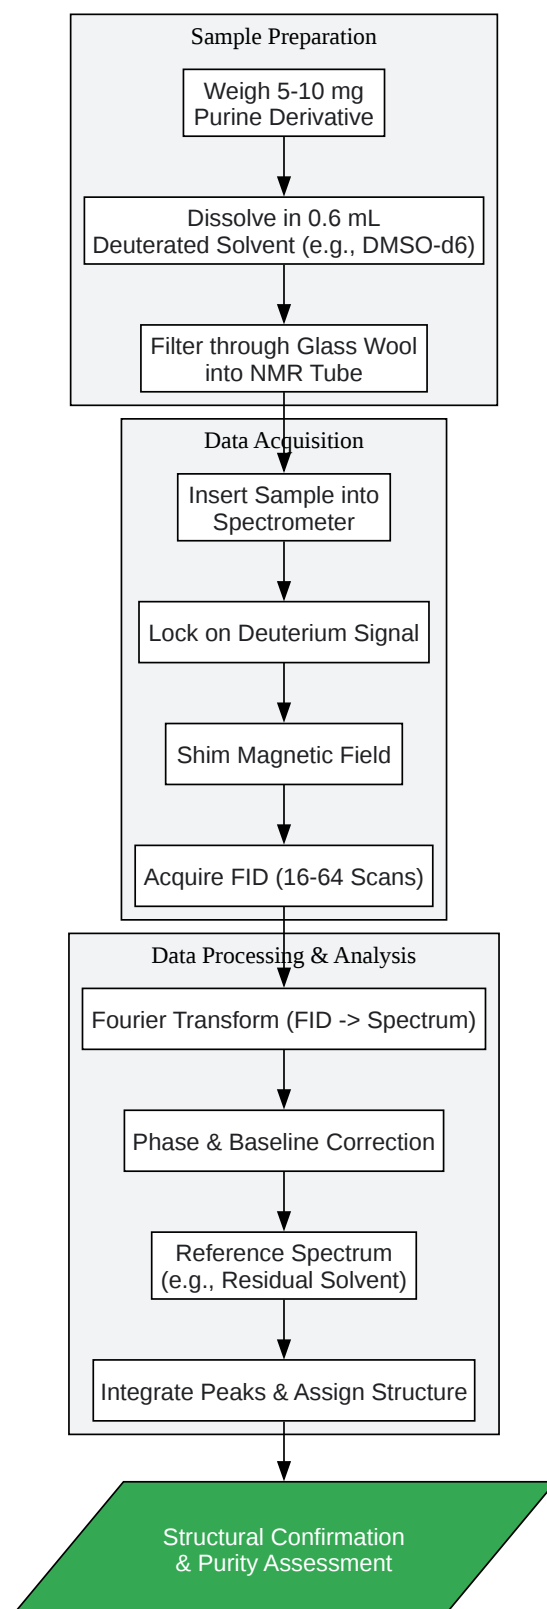 Sample Preparation
Weigh 5-10 mg
Purine Derivative
Dissolve in 0.6 mL
Deuterated Solvent (e.g., DMSO-d6)
Filter through Glass Wool
into NMR Tube
Data Acquisition
Insert Sample into
Spectrometer
Lock on Deuterium Signal
Shim Magnetic Field
Acquire FID (16-64 Scans)
Data Processing & Analysis
Fourier Transform (FID -> Spectrum)
Phase & Baseline Correction
Reference Spectrum
(e.g., Residual Solvent)
Integrate Peaks & Assign Structure
Structural Confirmation
& Purity Assessment